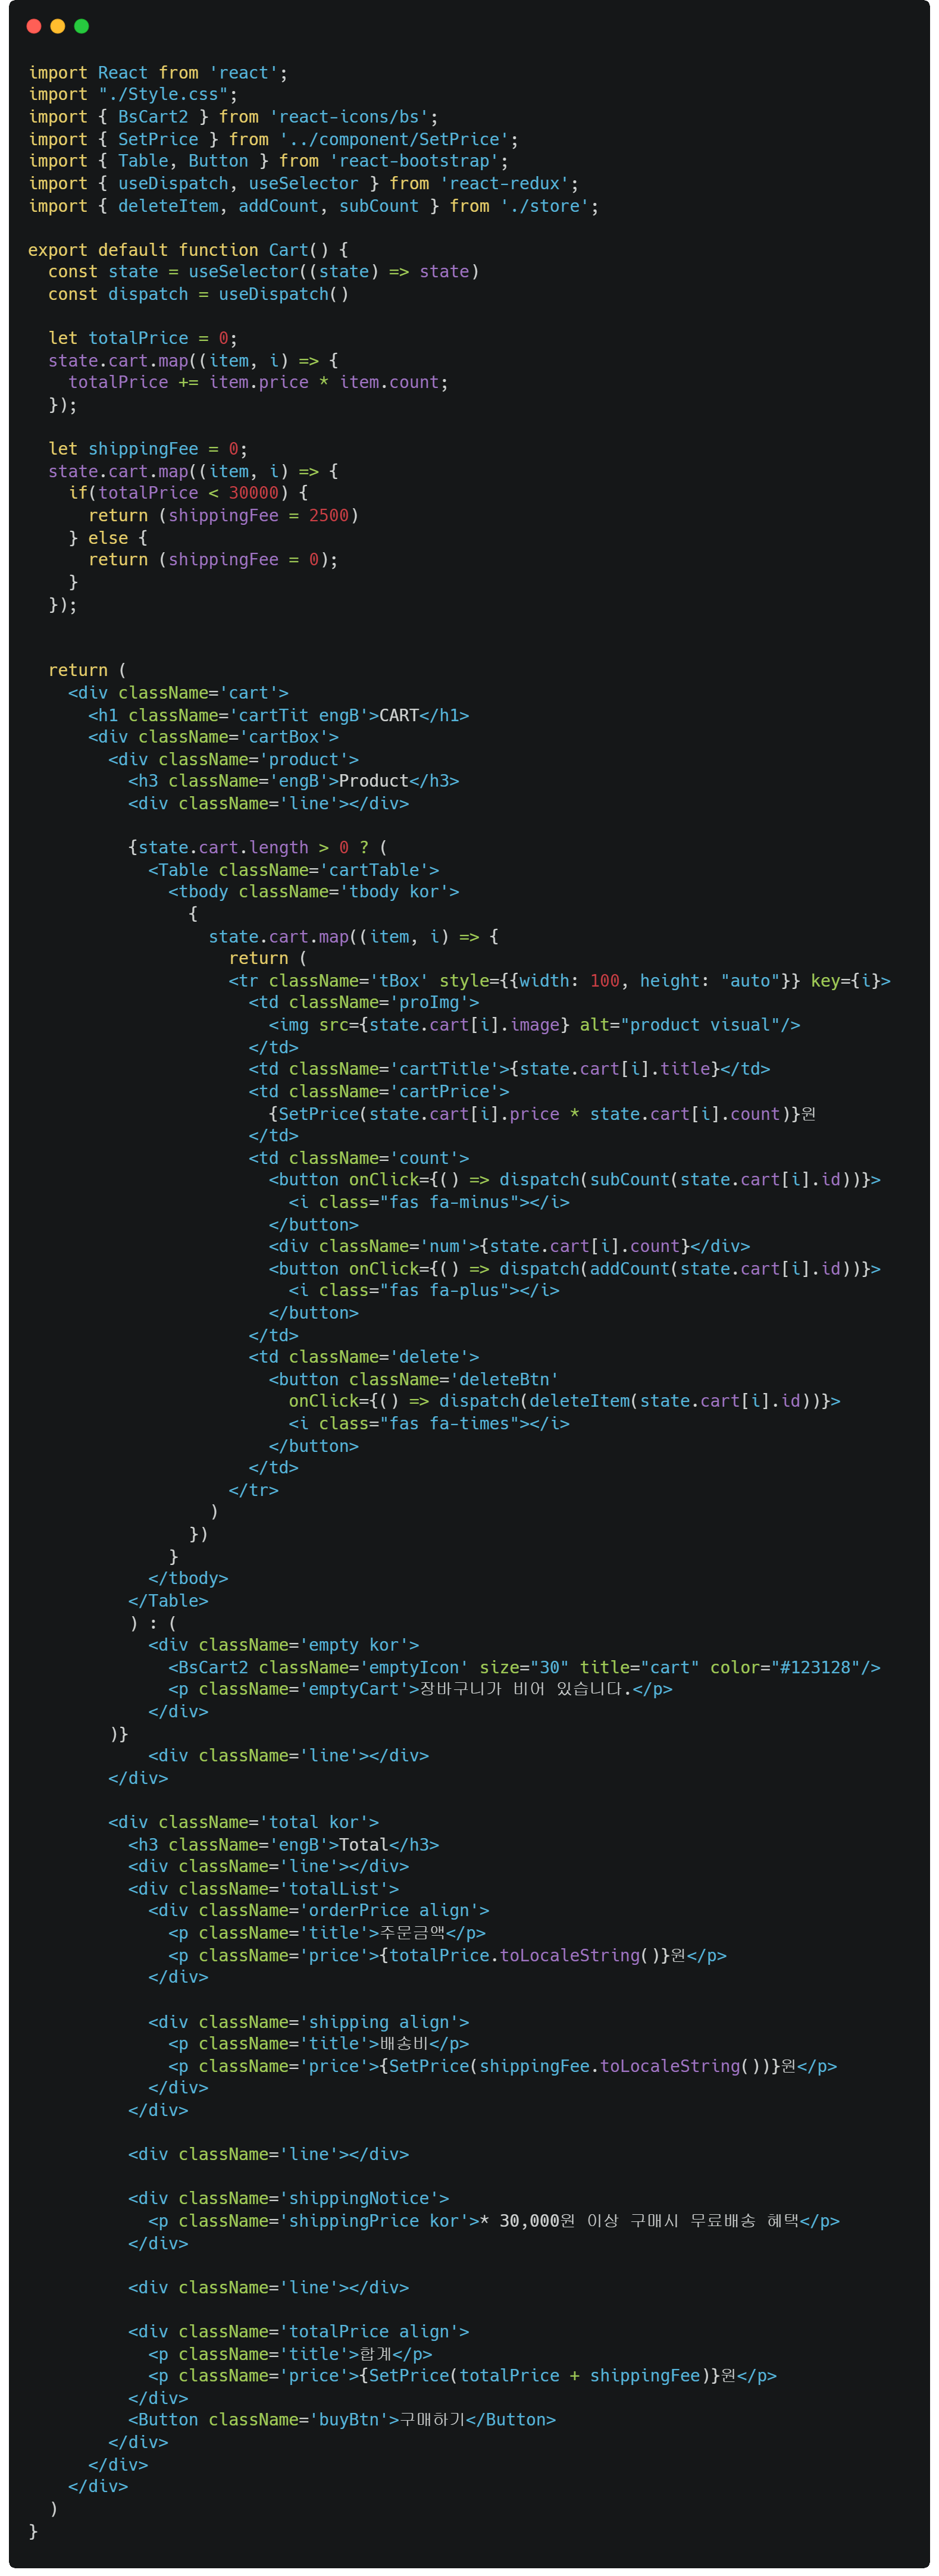 import React from 'react';
import "./Style.css";
import { BsCart2 } from 'react-icons/bs';
import { SetPrice } from '../component/SetPrice';
import { Table, Button } from 'react-bootstrap';
import { useDispatch, useSelector } from 'react-redux';
import { deleteItem, addCount, subCount } from './store';

export default function Cart() {
  const state = useSelector((state) => state)
  const dispatch = useDispatch()

  let totalPrice = 0;
  state.cart.map((item, i) => {
    totalPrice += item.price * item.count;
  });

  let shippingFee = 0;
  state.cart.map((item, i) => {
    if(totalPrice < 30000) {
      return (shippingFee = 2500)
    } else {
      return (shippingFee = 0);
    }
  });


  return (
    <div className='cart'>
      <h1 className='cartTit engB'>CART</h1>
      <div className='cartBox'>
        <div className='product'>
          <h3 className='engB'>Product</h3>
          <div className='line'></div>

          {state.cart.length > 0 ? (
            <Table className='cartTable'>
              <tbody className='tbody kor'>
                {
                  state.cart.map((item, i) => {
                    return (
                    <tr className='tBox' style={{width: 100, height: "auto"}} key={i}>
                      <td className='proImg'>
                        <img src={state.cart[i].image} alt="product visual"/>
                      </td>
                      <td className='cartTitle'>{state.cart[i].title}</td>
                      <td className='cartPrice'>
                        {SetPrice(state.cart[i].price * state.cart[i].count)}원
                      </td>
                      <td className='count'>
                        <button onClick={() => dispatch(subCount(state.cart[i].id))}>
                          <i class="fas fa-minus"></i>
                        </button>
                        <div className='num'>{state.cart[i].count}</div>
                        <button onClick={() => dispatch(addCount(state.cart[i].id))}>
                          <i class="fas fa-plus"></i>
                        </button>
                      </td>
                      <td className='delete'>
                        <button className='deleteBtn'
                          onClick={() => dispatch(deleteItem(state.cart[i].id))}>
                          <i class="fas fa-times"></i>
                        </button>
                      </td>
                    </tr>
                  )
                })
              }
            </tbody>
          </Table>
          ) : (
            <div className='empty kor'>
              <BsCart2 className='emptyIcon' size="30" title="cart" color="#123128"/>
              <p className='emptyCart'>장바구니가 비어 있습니다.</p>
            </div>
        )}
            <div className='line'></div>
        </div>

        <div className='total kor'>
          <h3 className='engB'>Total</h3>
          <div className='line'></div>
          <div className='totalList'>
            <div className='orderPrice align'>
              <p className='title'>주문금액</p>
              <p className='price'>{totalPrice.toLocaleString()}원</p>
            </div>

            <div className='shipping align'>
              <p className='title'>배송비</p>
              <p className='price'>{SetPrice(shippingFee.toLocaleString())}원</p>
            </div>
          </div>

          <div className='line'></div>

          <div className='shippingNotice'>
            <p className='shippingPrice kor'>* 30,000원 이상 구매시 무료배송 혜택</p>
          </div>

          <div className='line'></div>

          <div className='totalPrice align'>
            <p className='title'>합계</p>
            <p className='price'>{SetPrice(totalPrice + shippingFee)}원</p>
          </div>
          <Button className='buyBtn'>구매하기</Button>
        </div>
      </div>
    </div>
  )
}